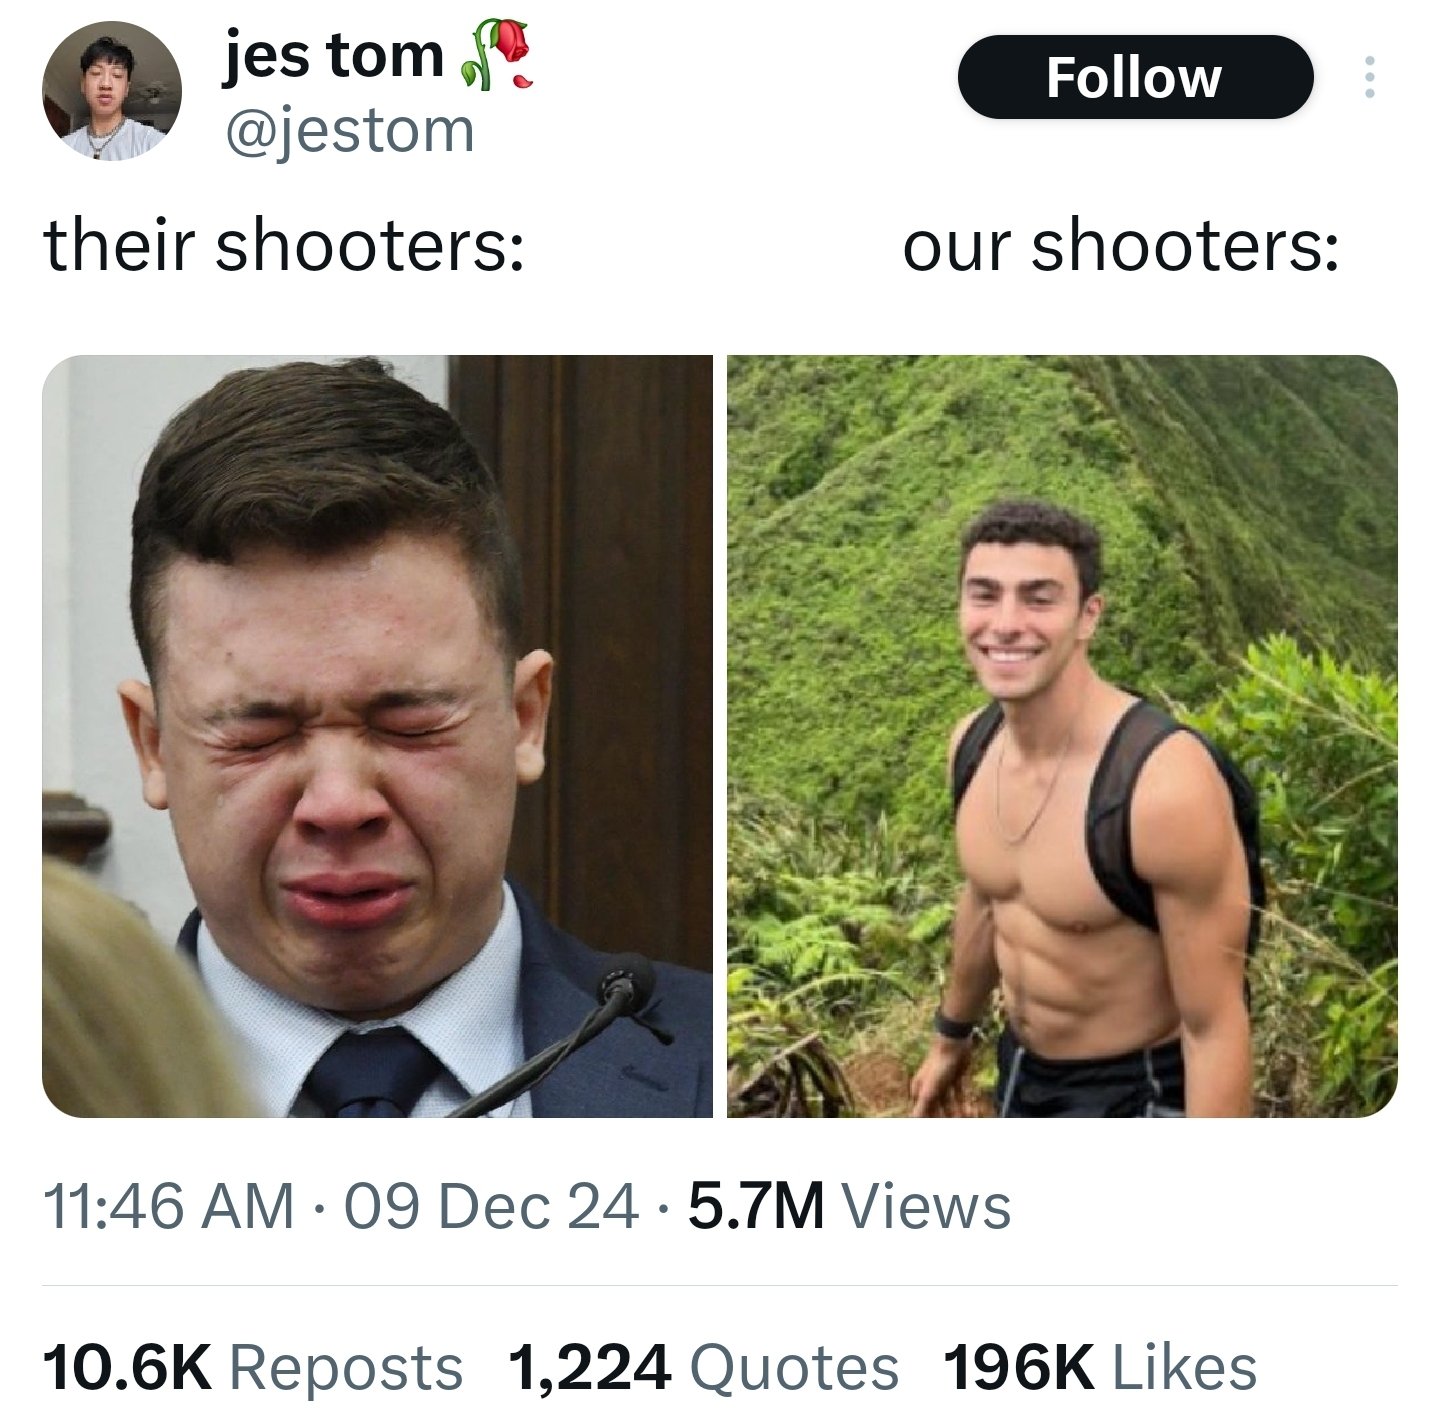 jes tom 🥀
Follow
@jestom
their shooters: our shooters:
11:46 AM · 09 Dec 24 · 5.7M Views
10.6K Reposts 1,224 Quotes 196K Likes